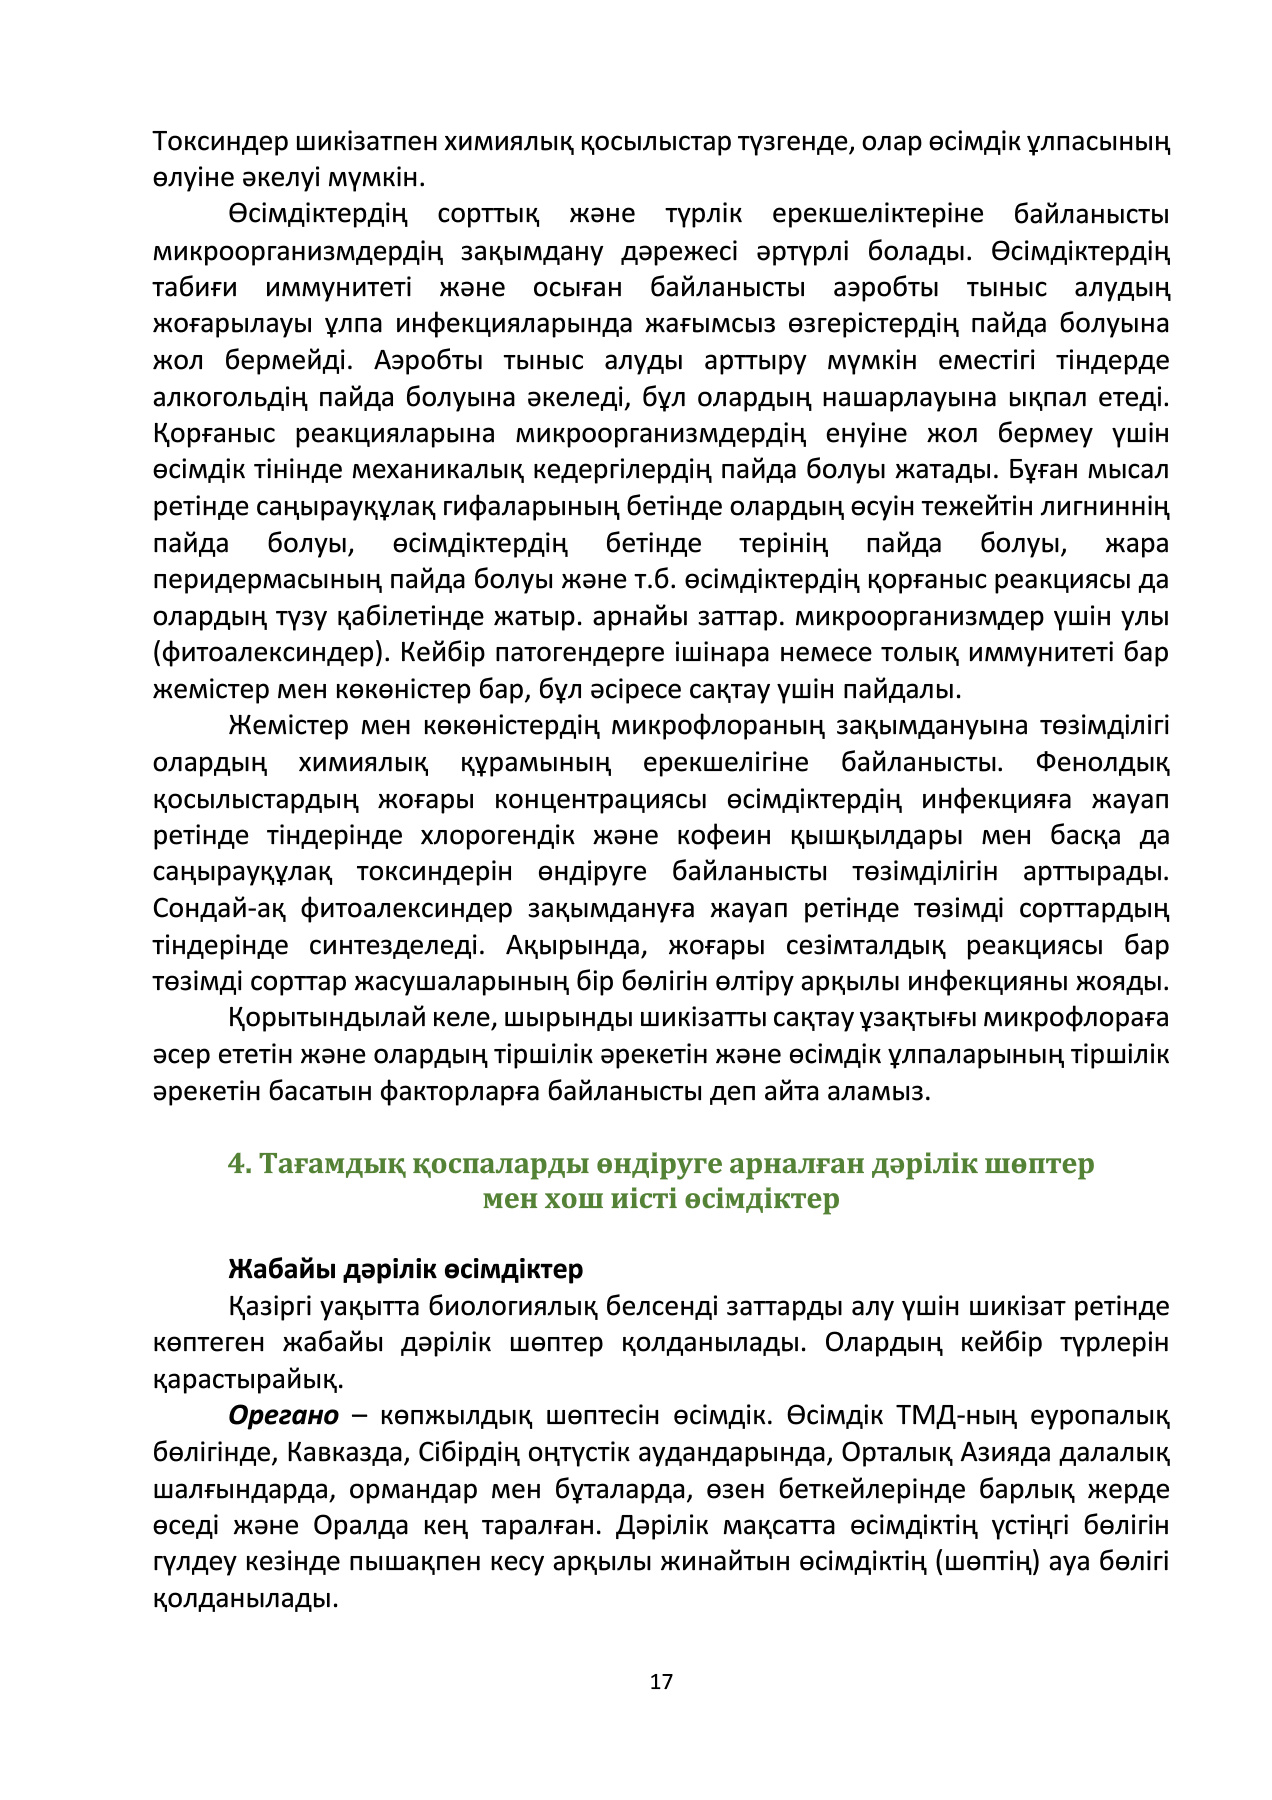 Токсиндер шикізатпен химиялық қосылыстар түзгенде, олар өсімдік ұлпасының
өлуіне әкелуі мүмкін.
Өсімдіктердің сорттық және түрлік ерекшеліктеріне байланысты
микроорганизмдердің зақымдану дәрежесі әртүрлі болады. Өсімдіктердің
табиғи иммунитеті және осыған байланысты аэробты тыныс алудың
жоғарылауы ұлпа инфекцияларында жағымсыз өзгерістердің пайда болуына
жол бермейді. Аэробты тыныс алуды арттыру мүмкін еместігі тіндерде
алкогольдің пайда болуына әкеледі, бұл олардың нашарлауына ықпал етеді.
Қорғаныс реакцияларына микроорганизмдердің енуіне жол бермеу үшін
өсімдік тінінде механикалық кедергілердің пайда болуы жатады. Бұған мысал
ретінде саңырауқұлақ гифаларының бетінде олардың өсуін тежейтін лигниннің
пайда болуы, өсімдіктердің бетінде терінің пайда болуы, жара
перидермасының пайда болуы және т.б. өсімдіктердің қорғаныс реакциясы да
олардың түзу қабілетінде жатыр. арнайы заттар. микроорганизмдер үшін улы
(фитоалексиндер). Кейбір патогендерге ішінара немесе толық иммунитеті бар
жемістер мен көкөністер бар, бұл әсіресе сақтау үшін пайдалы.
Жемістер мен көкөністердің микрофлораның зақымдануына төзімділігі
олардың химиялық құрамының ерекшелігіне байланысты. Фенолдық
қосылыстардың жоғары концентрациясы өсімдіктердің инфекцияға жауап
ретінде тіндерінде хлорогендік және кофеин қышқылдары мен басқа да
саңырауқұлақ токсиндерін өндіруге байланысты төзімділігін арттырады.
Сондай-ақ фитоалексиндер зақымдануға жауап ретінде төзімді сорттардың
тіндерінде синтезделеді. Ақырында, жоғары сезімталдық реакциясы бар
төзімді сорттар жасушаларының бір бөлігін өлтіру арқылы инфекцияны жояды.
Қорытындылай келе, шырынды шикізатты сақтау ұзақтығы микрофлораға
әсер ететін және олардың тіршілік әрекетін және өсімдік ұлпаларының тіршілік
әрекетін басатын факторларға байланысты деп айта аламыз.
4. Тағамдық қоспаларды өндіруге арналған дәрілік шөптер
мен хош иісті өсімдіктер
Жабайы дәрілік өсімдіктер
Қазіргі уақытта биологиялық белсенді заттарды алу үшін шикізат ретінде
көптеген жабайы дәрілік шөптер қолданылады. Олардың кейбір түрлерін
қарастырайық.
Орегано – көпжылдық шөптесін өсімдік. Өсімдік ТМД-ның еуропалық
бөлігінде, Кавказда, Сібірдің оңтүстік аудандарында, Орталық Азияда далалық
шалғындарда, ормандар мен бұталарда, өзен беткейлерінде барлық жерде
өседі және Оралда кең таралған. Дәрілік мақсатта өсімдіктің үстіңгі бөлігін
гүлдеу кезінде пышақпен кесу арқылы жинайтын өсімдіктің (шөптің) ауа бөлігі
қолданылады.
17